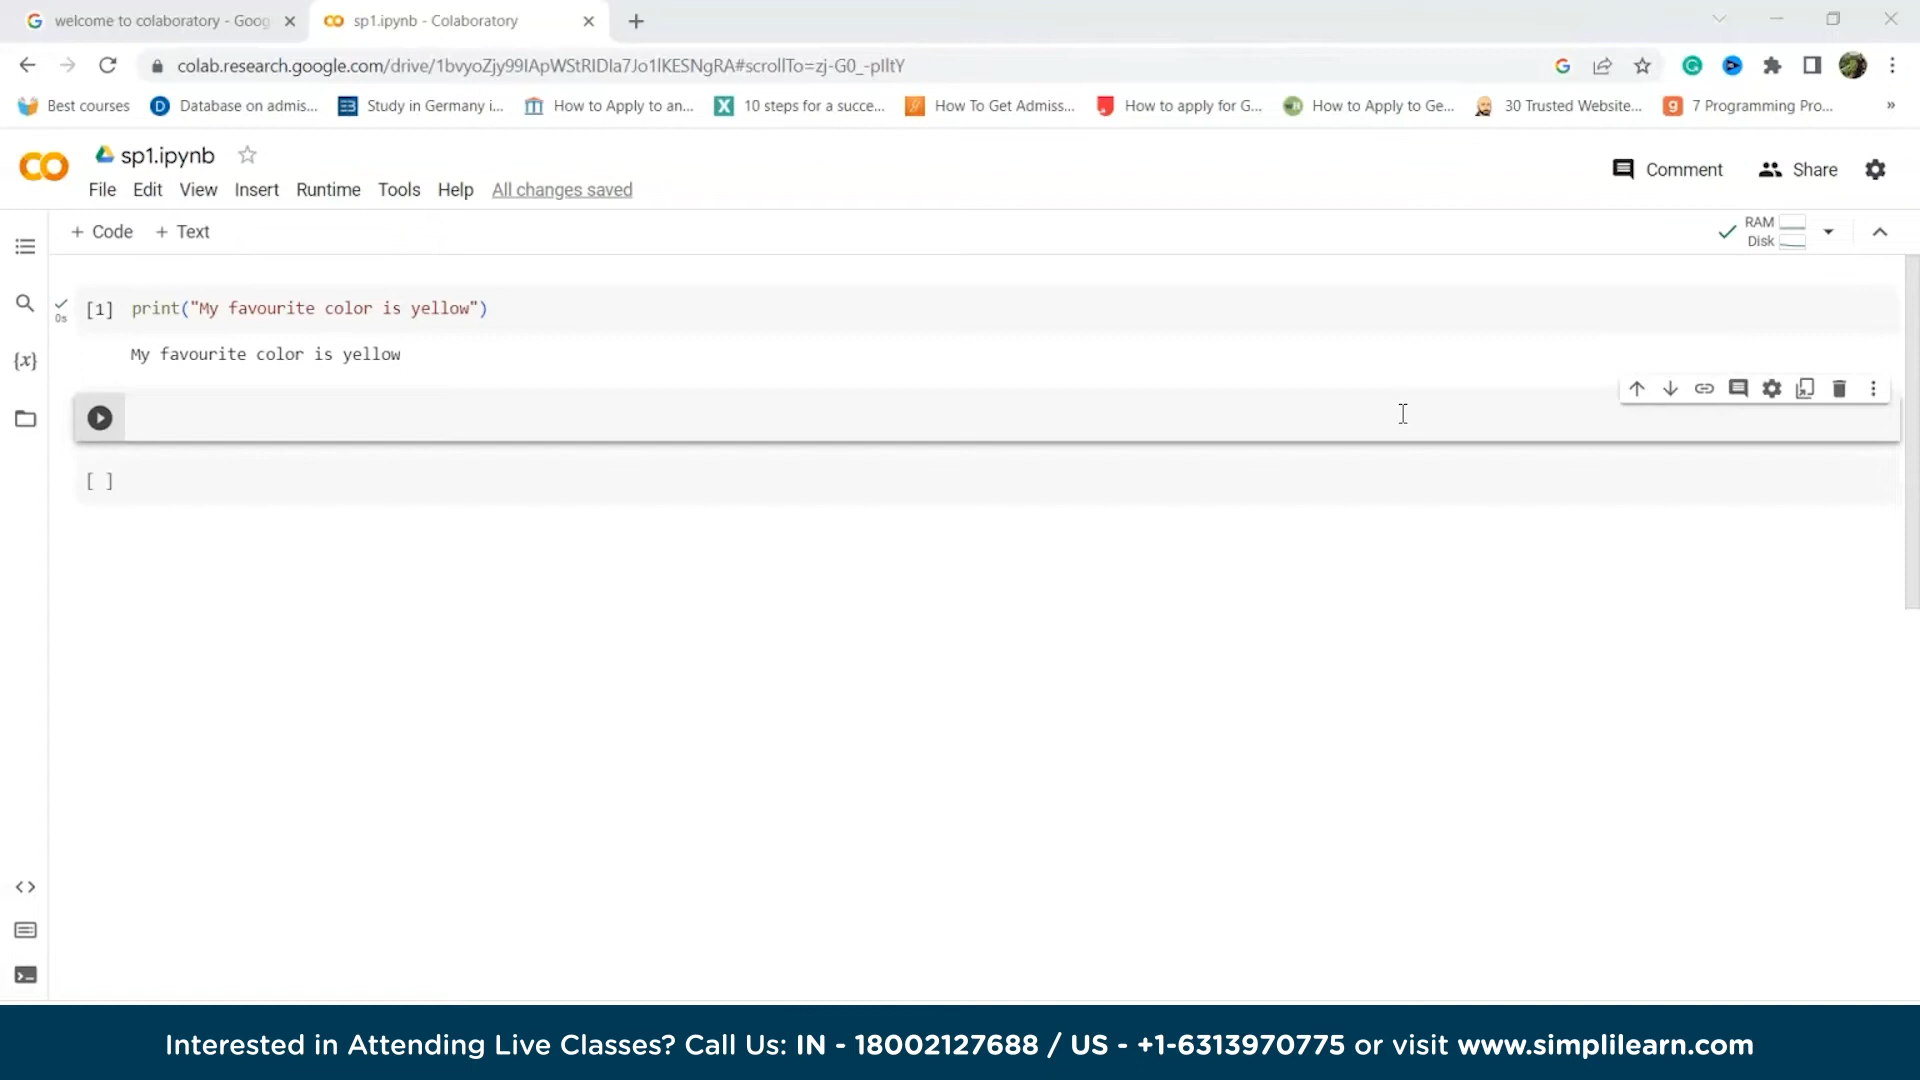 welcome to colaboratory - Goog
sp1.ipynb - Colaboratory
colab.research.google.com/drive/1bvyoZjy99IApWStRIDIa7Jo1lKESNgRA#scrollTo=zj-G0_-pIltY
Best courses
Database on admis...
Study in Germany i...
How to Apply to an...
10 steps for a succe...
How To Get Admiss...
How to apply for G...
How to Apply to Ge...
30 Trusted Website...
7 Programming Pro...
»
CO
sp1.ipynb
Comment
Share
File Edit View Insert Runtime Tools Help All changes saved
+ Code + Text
RAM
Disk
{x}
0s
[1] print("My favourite color is yellow")
My favourite color is yellow
[ ]
Interested in Attending Live Classes? Call Us: IN - 18002127688 / US - +1-6313970775 or visit www.simplilearn.com